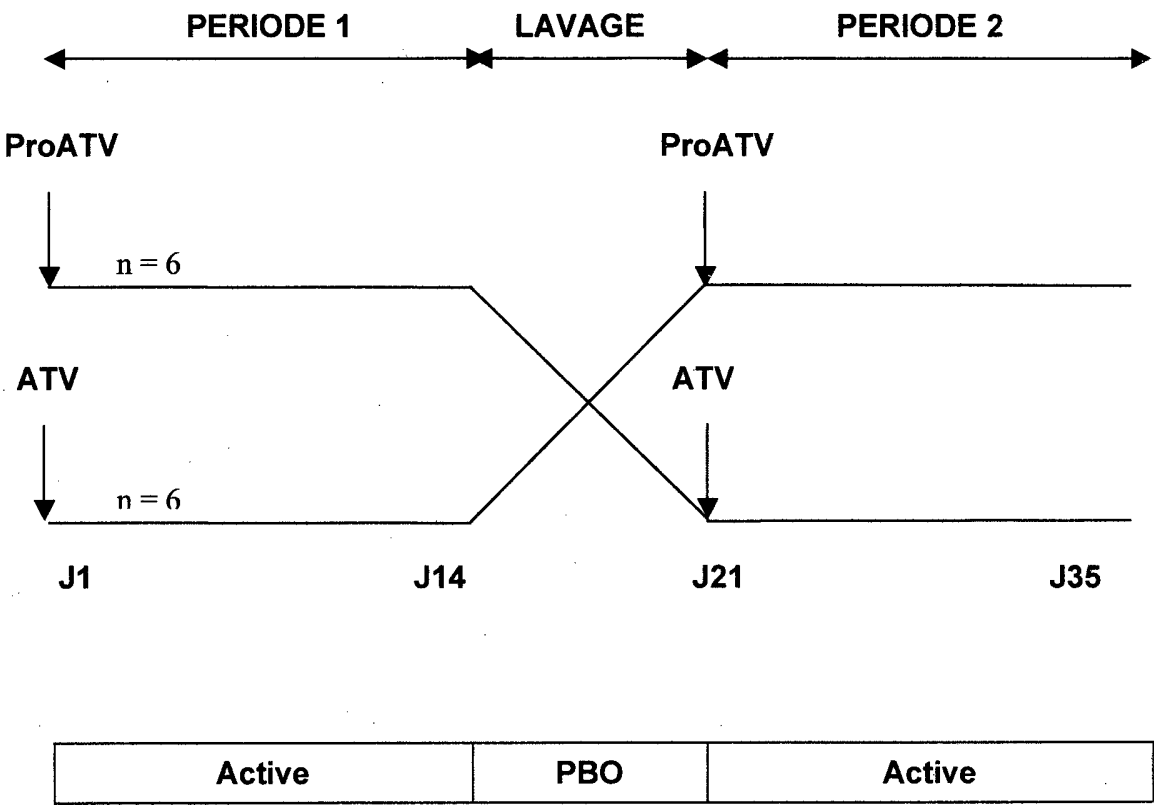 PERIODE 1 LAVAGE PERIODE 2
ProATV ProATV
n = 6
ATV ATV
n = 6
J1 J14 J21 J35
Active PBO Active